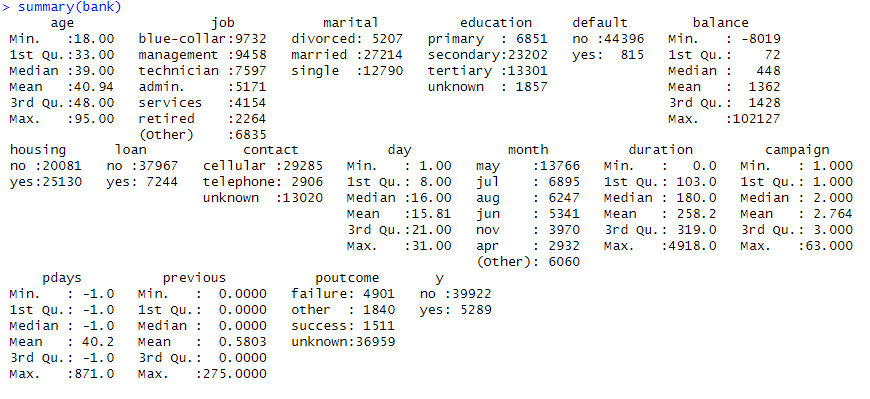 > summary(bank)
      age                 job           marital          education      default        balance
 Min.   :18.00   blue-collar:9732   divorced: 5207   primary  : 6851   no :44396   Min.   : -8019
 1st Qu.:33.00   management :9458   married :27214   secondary:23202   yes:  815   1st Qu.:    72
 Median :39.00   technician :7597   single  :12790   tertiary :13301               Median :   448
 Mean   :40.94   admin.     :5171                    unknown  : 1857               Mean   :  1362
 3rd Qu.:48.00   services   :4154                                                  3rd Qu.:  1428
 Max.   :95.00   retired    :2264                                                  Max.   :102127
                 (Other)    :6835
 housing      loan            contact           day            month          duration         campaign
 no :20081   no :37967   cellular :29285   Min.   : 1.00   may    :13766   Min.   :   0.0   Min.   : 1.000
 yes:25130   yes: 7244   telephone: 2906   1st Qu.: 8.00   jul    : 6895   1st Qu.: 103.0   1st Qu.: 1.000
                         unknown  :13020   Median :16.00   aug    : 6247   Median : 180.0   Median : 2.000
                                           Mean   :15.81   jun    : 5341   Mean   : 258.2   Mean   : 2.764
                                           3rd Qu.:21.00   nov    : 3970   3rd Qu.: 319.0   3rd Qu.: 3.000
                                           Max.   :31.00   apr    : 2932   Max.   :4918.0   Max.   :63.000
                                                           (Other): 6060
     pdays          previous           poutcome       y
 Min.   : -1.0   Min.   :  0.0000   failure: 4901   no :39922
 1st Qu.: -1.0   1st Qu.:  0.0000   other  : 1840   yes: 5289
 Median : -1.0   Median :  0.0000   success: 1511
 Mean   : 40.2   Mean   :  0.5803   unknown:36959
 3rd Qu.: -1.0   3rd Qu.:  0.0000
 Max.   :871.0   Max.   :275.0000